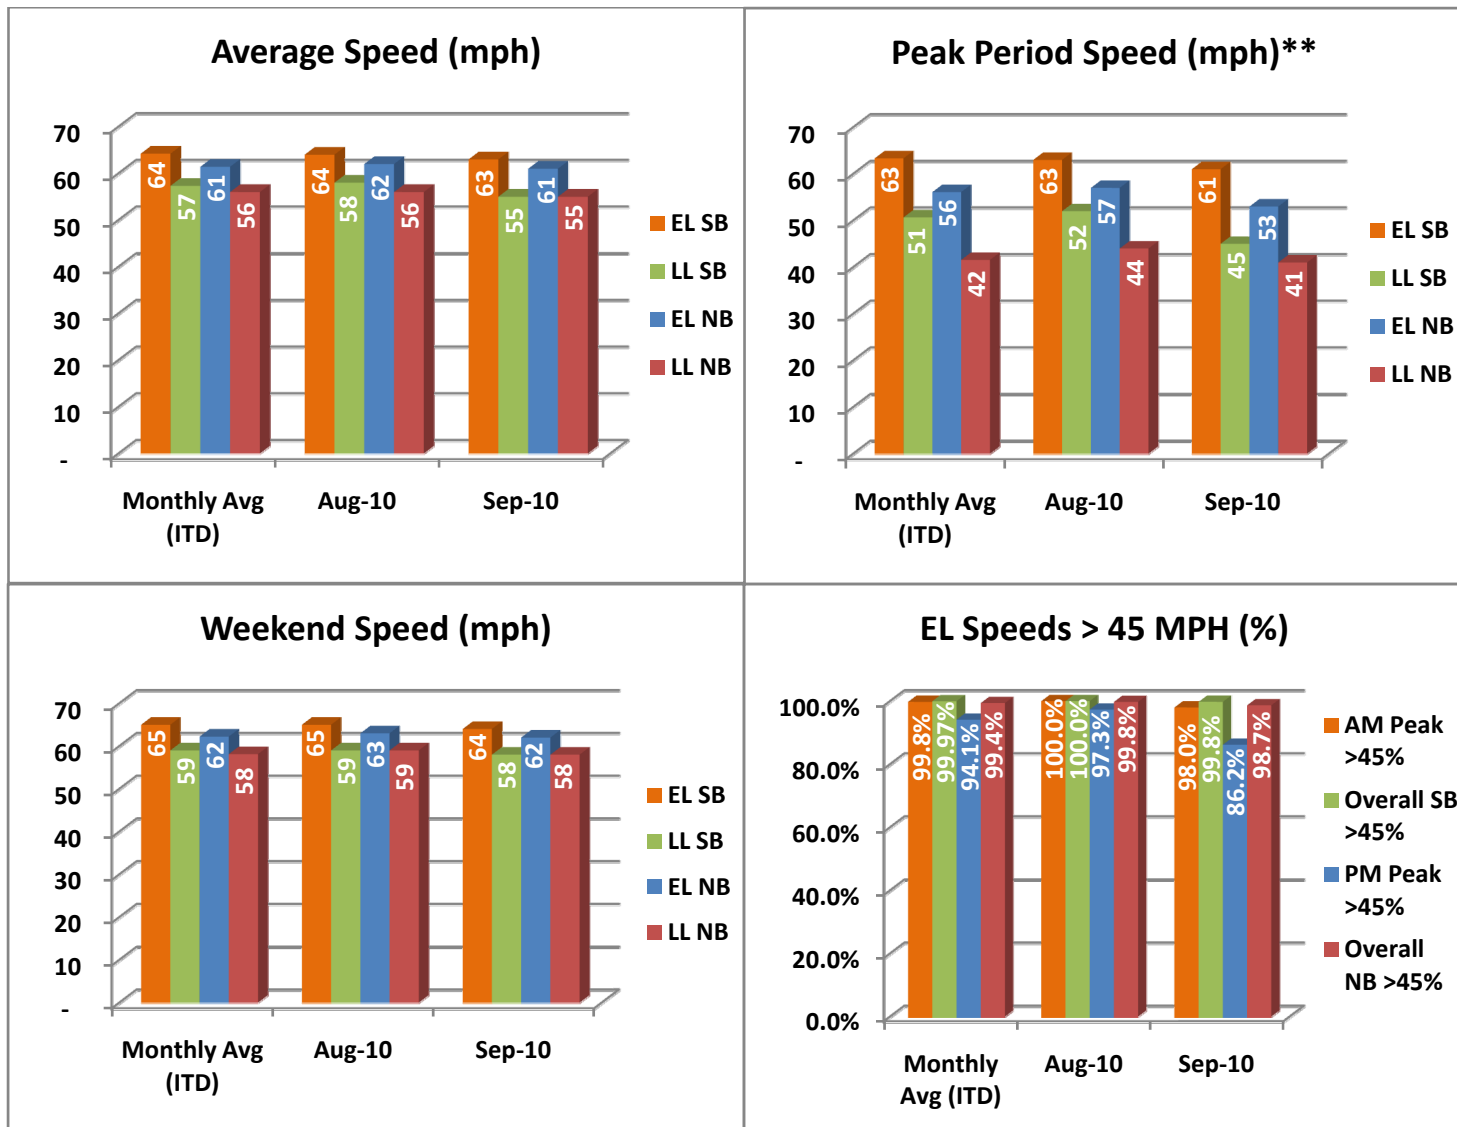 Average Speed (mph)
70
60
50
40
30
20
10
-
64
57
61
56
64
58
62
56
63
55
61
55
Monthly Avg
(ITD)
Aug-10
Sep-10
EL SB
LL SB
EL NB
LL NB
Peak Period Speed (mph)**
70
60
50
40
30
20
10
-
63
51
56
42
63
52
57
44
61
45
53
41
Monthly Avg
(ITD)
Aug-10
Sep-10
EL SB
LL SB
EL NB
LL NB
Weekend Speed (mph)
70
60
50
40
30
20
10
-
65
59
62
58
65
59
63
59
64
58
62
58
Monthly Avg
(ITD)
Aug-10
Sep-10
EL SB
LL SB
EL NB
LL NB
EL Speeds > 45 MPH (%)
100.0%
80.0%
60.0%
40.0%
20.0%
0.0%
99.8%
99.97%
94.1%
99.4%
100.0%
100.0%
97.3%
99.8%
98.0%
99.8%
86.2%
98.7%
Monthly
Avg (ITD)
Aug-10
Sep-10
AM Peak
>45%
Overall SB
>45%
PM Peak
>45%
Overall
NB >45%